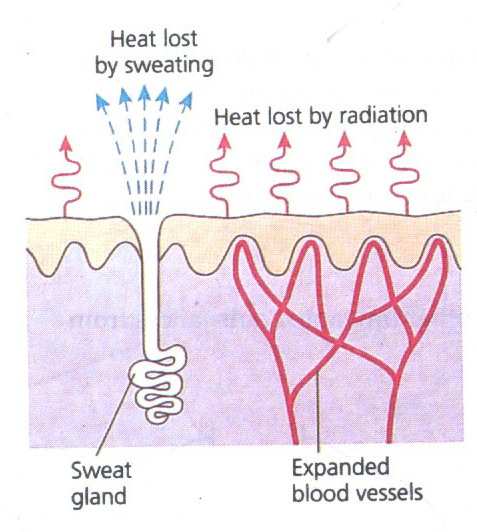 Heat lost
by sweating
Heat lost by radiation
Sweat
gland
Expanded
blood vessels